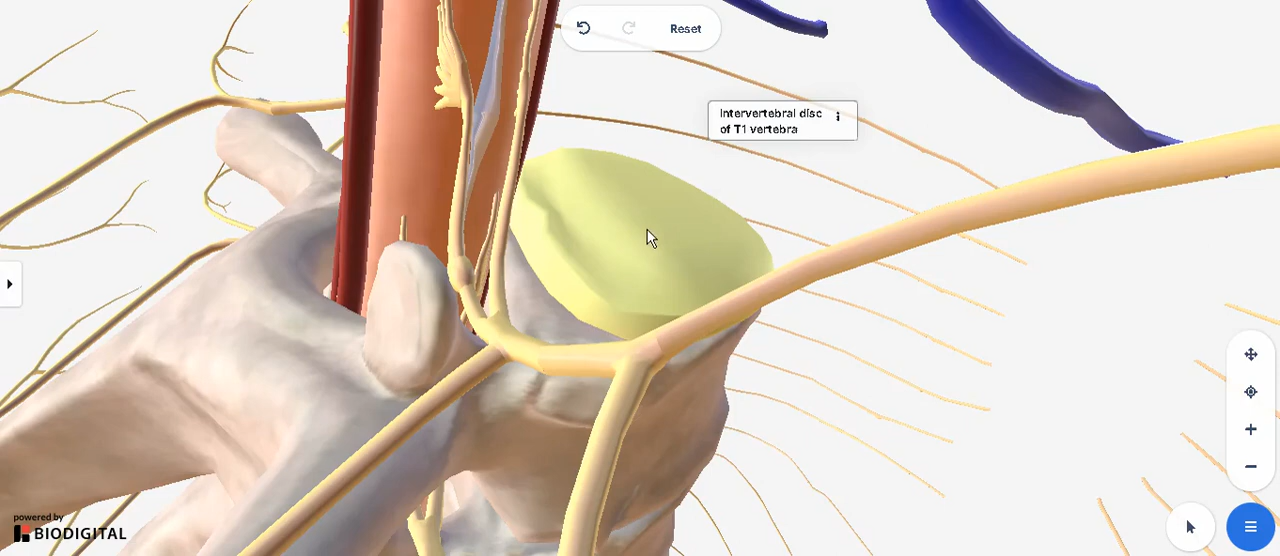 Reset
Intervertebral disc
of T1 vertebra
powered by
BIODIGITAL